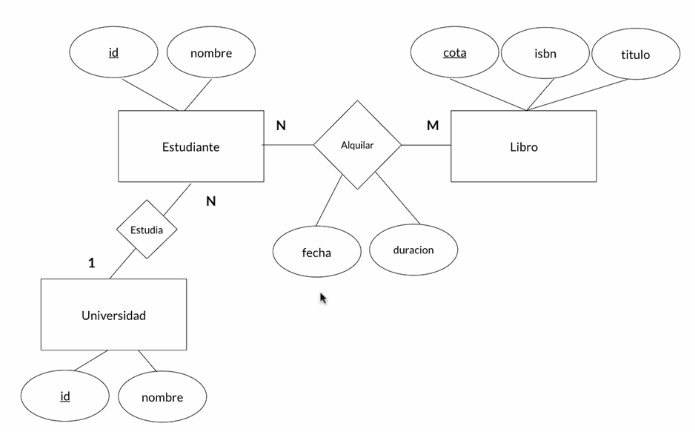 id
nombre
cota
isbn
titulo
Estudiante
N
Alquilar
M
Libro
N
Estudia
1
fecha
duracion
Universidad
id
nombre